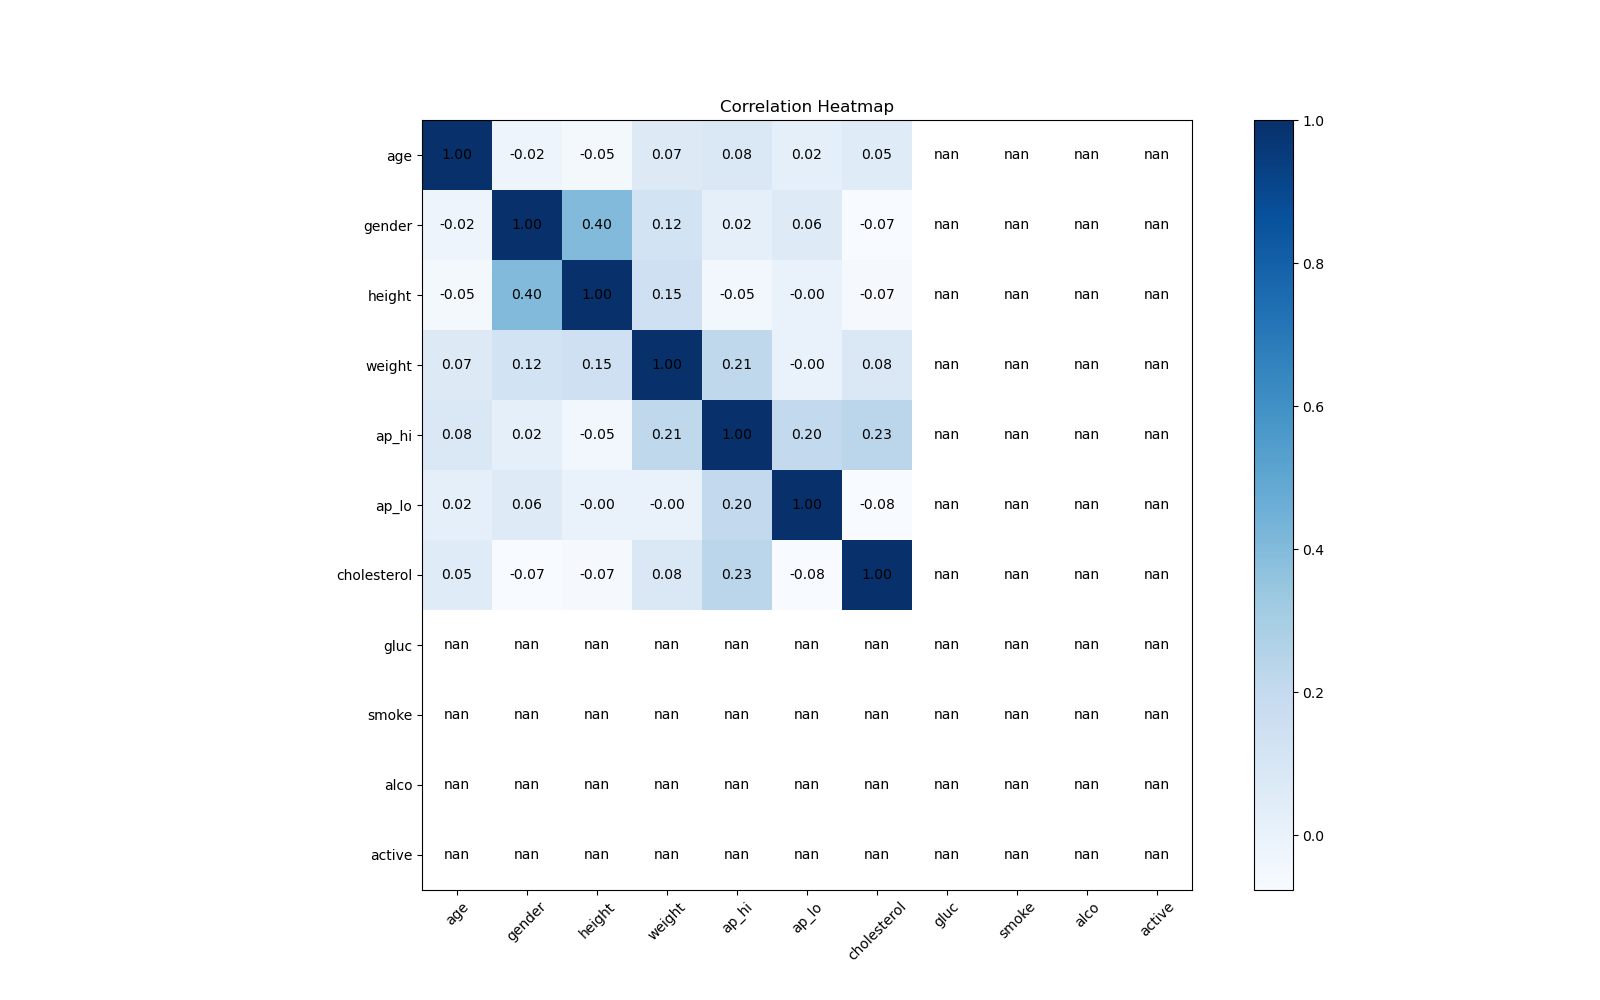 Correlation Heatmap
age 1.00 -0.02 -0.05 0.07 0.08 0.02 0.05 nan nan nan nan
gender -0.02 1.00 0.40 0.12 0.02 0.06 -0.07 nan nan nan nan
height -0.05 0.40 1.00 0.15 -0.05 -0.00 -0.07 nan nan nan nan
weight 0.07 0.12 0.15 1.00 0.21 -0.00 0.08 nan nan nan nan
ap_hi 0.08 0.02 -0.05 0.21 1.00 0.20 0.23 nan nan nan nan
ap_lo 0.02 0.06 -0.00 -0.00 0.20 1.00 -0.08 nan nan nan nan
cholesterol 0.05 -0.07 -0.07 0.08 0.23 -0.08 1.00 nan nan nan nan
gluc nan nan nan nan nan nan nan nan nan nan nan
smoke nan nan nan nan nan nan nan nan nan nan nan
alco nan nan nan nan nan nan nan nan nan nan nan
active nan nan nan nan nan nan nan nan nan nan nan
age gender height weight ap_hi ap_lo cholesterol gluc smoke alco active
1.0
0.8
0.6
0.4
0.2
0.0